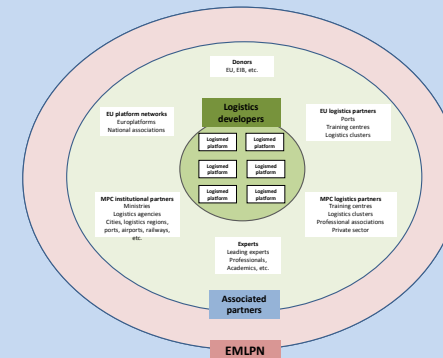 Donors
EU, EIB, etc.
Logistics
developers
EU platform networks
Europlatforms
National associations
EU logistics partners
Ports
Training centres
Logistics clusters
Logismed
platform
Logismed
platform
Logismed
platform
Logismed
platform
Logismed
platform
Logismed
platform
MPC institutional partners
Ministries
Logistics agencies
Cities, logistics regions,
ports, airports, railways,
etc.
MPC logistics partners
Training centres
Logistics clusters
Professional associations
Private sector
Experts
Leading experts
Professionals,
Academics, etc.
Associated
partners
EMLPN